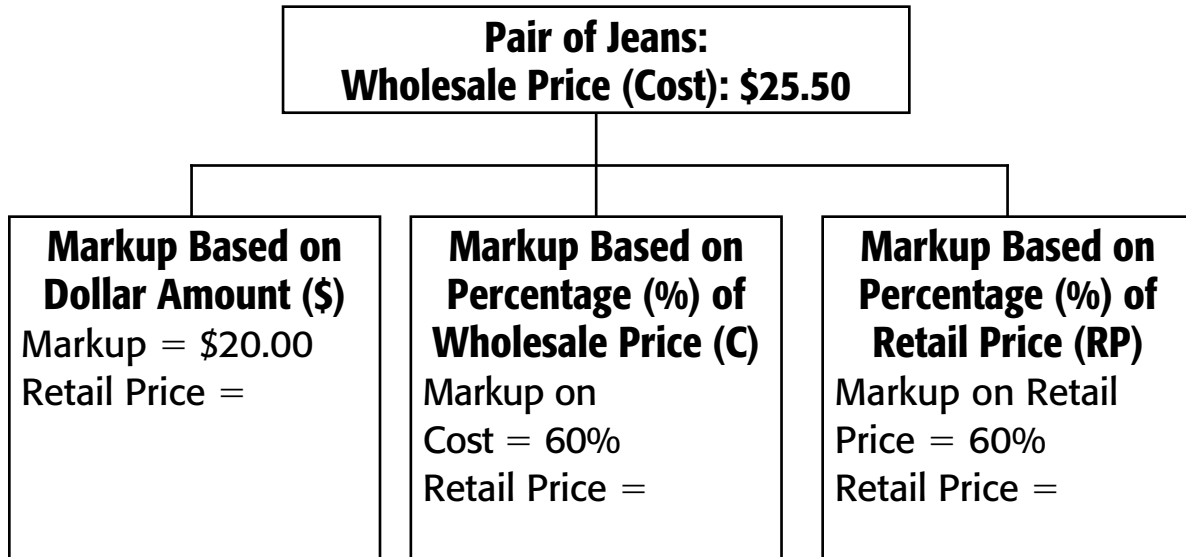 Pair of Jeans:
Wholesale Price (Cost): $25.50
Markup Based on
Dollar Amount ($)
Markup = $20.00
Retail Price =
Markup Based on
Percentage (%) of
Wholesale Price (C)
Markup on
Cost = 60%
Retail Price =
Markup Based on
Percentage (%) of
Retail Price (RP)
Markup on Retail
Price = 60%
Retail Price =